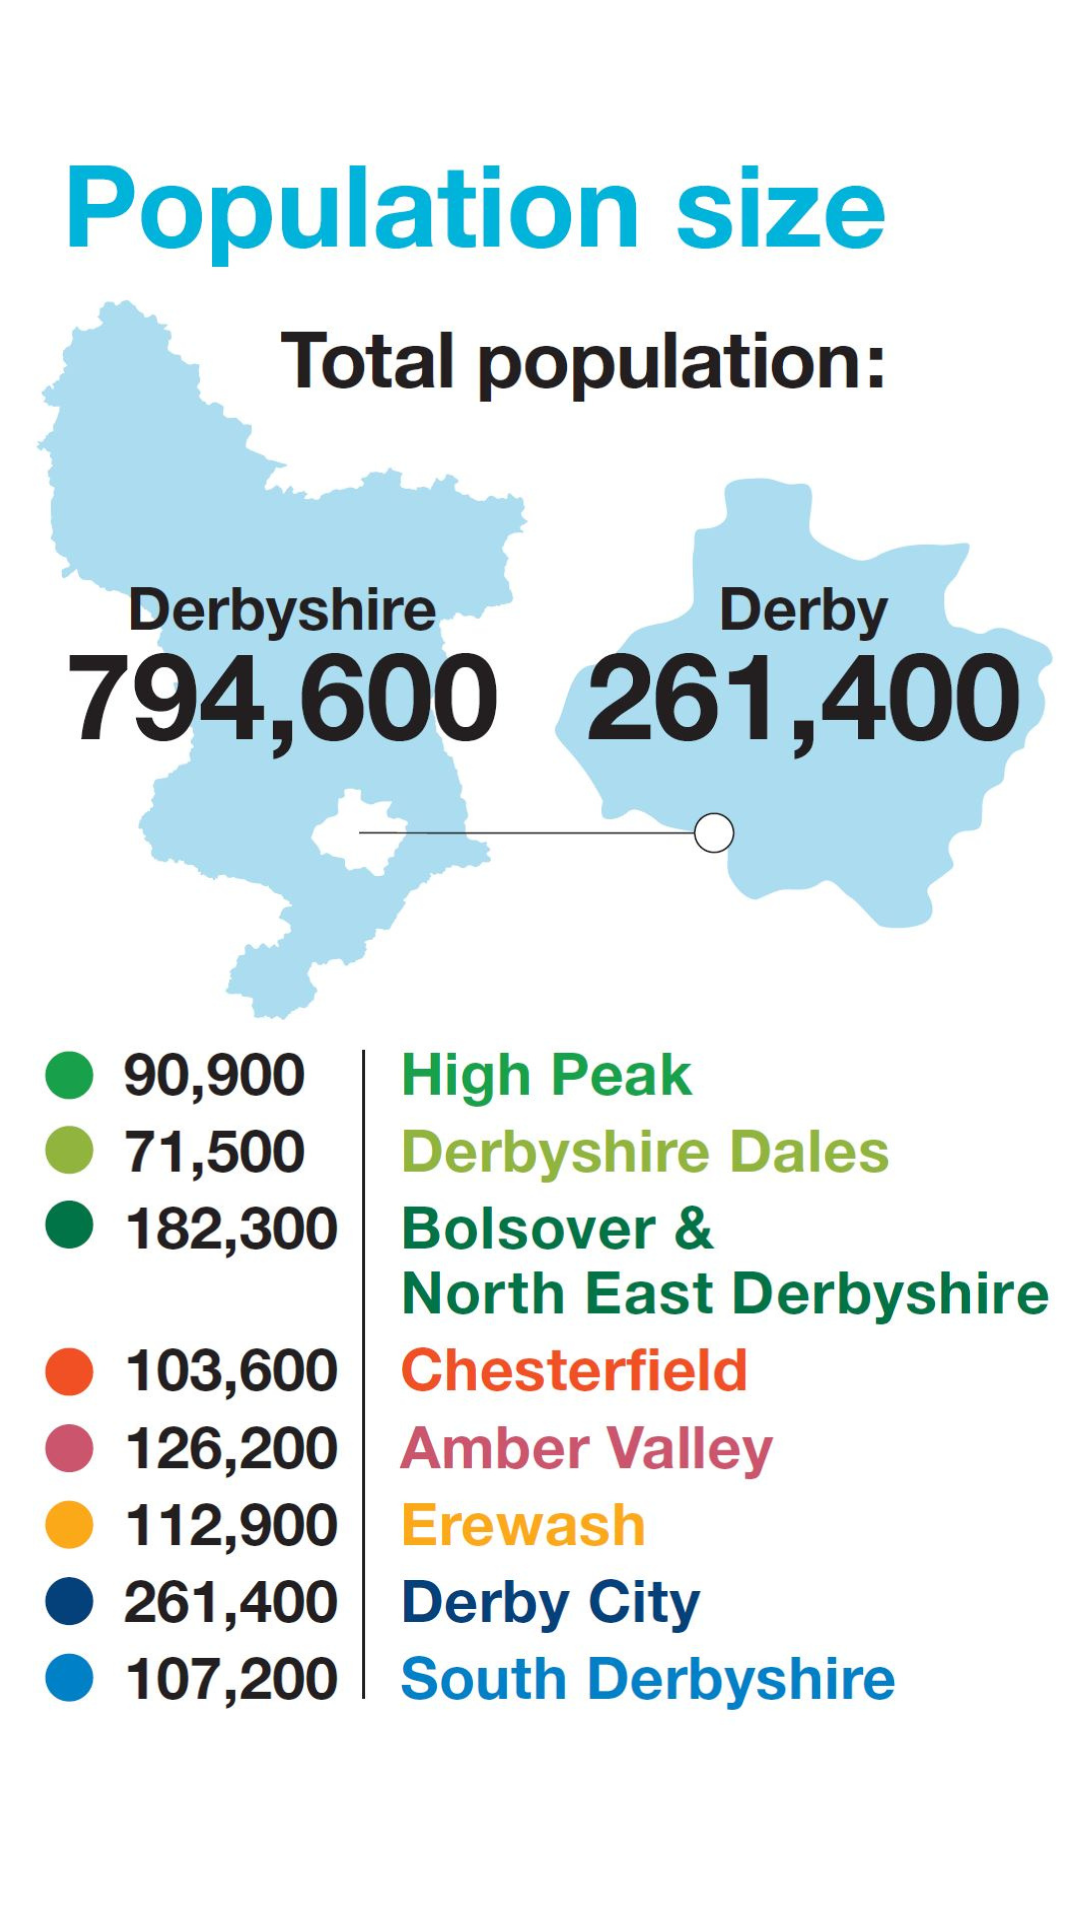 Population size
Total population:
Derbyshire
794,600
Derby
261,400
90,900 High Peak
71,500 Derbyshire Dales
182,300 Bolsover &
North East Derbyshire
103,600 Chesterfield
126,200 Amber Valley
112,900 Erewash
261,400 Derby City
107,200 South Derbyshire